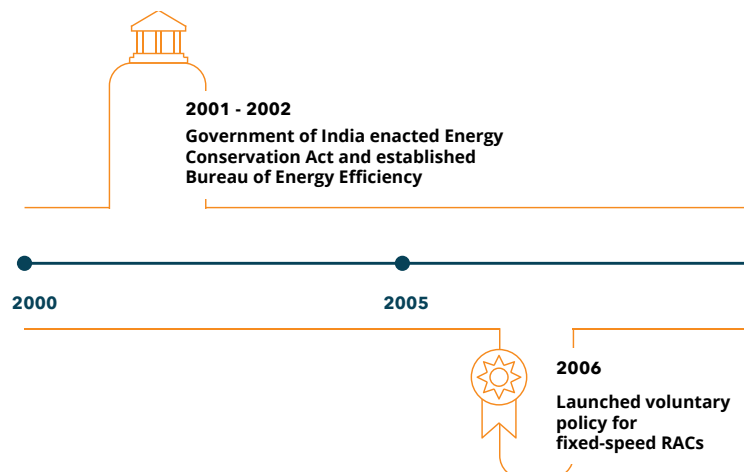 2001 - 2002
Government of India enacted Energy
Conservation Act and established
Bureau of Energy Efficiency
2000
2005
2006
Launched voluntary
policy for
fixed-speed RACs